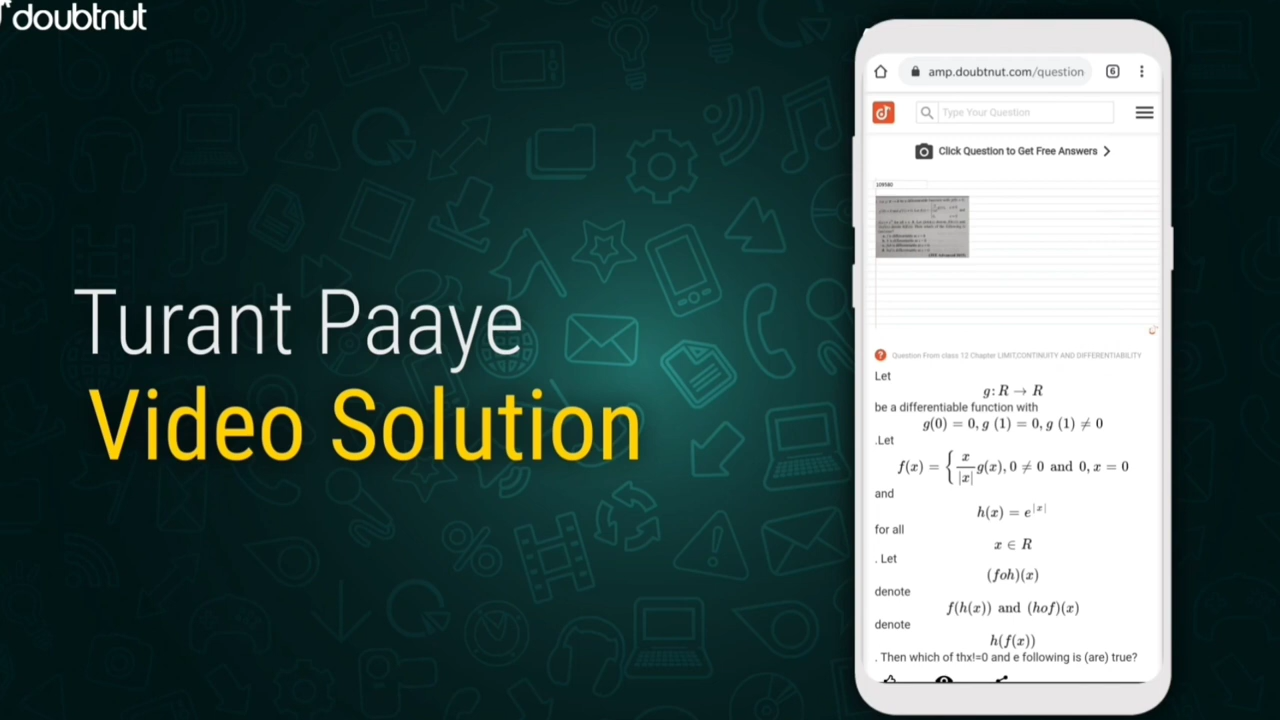 doubtnut
Turant Paaye
Video Solution
amp.doubtnut.com/question
6
Type Your Question
Click Question to Get Free Answers
109580
Question From class 12 Chapter LIMIT,CONTINUITY AND DIFFERENTIABILITY
Let
g: R → R
be a differentiable function with
g(0) = 0, g (1) = 0, g (1) ≠ 0
.Let
f(x) = { x/|x| g(x), 0 ≠ 0 and 0, x = 0
and
h(x) = e^|x|
for all
x ∈ R
. Let
(foh)(x)
denote
f(h(x)) and (hof)(x)
denote
h(f(x))
. Then which of thx!=0 and e following is (are) true?